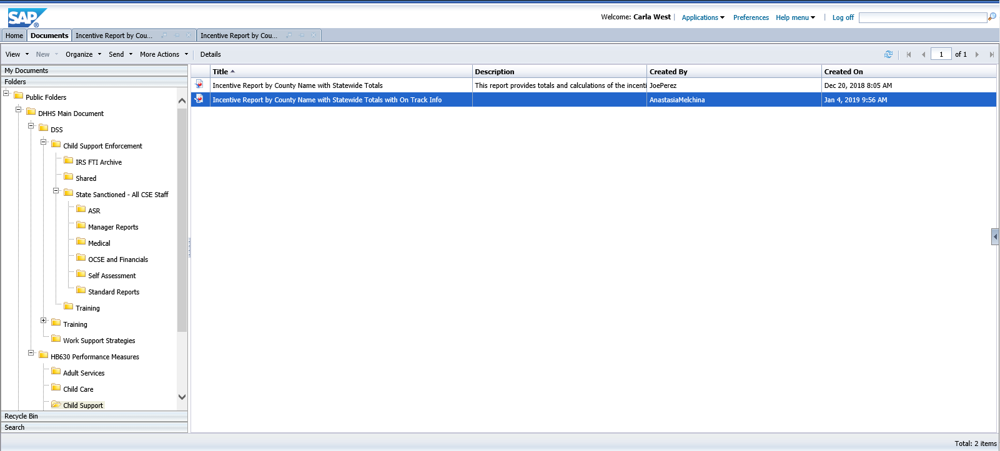 SAP ®
Welcome: Carla West | Applications Preferences Help menu | Log off
Home Documents Incentive Report by Cou... Incentive Report by Cou...
View New Organize Send More Actions Details 1 of 1
My Documents
Folders
Public Folders
DHHS Main Document
DSS
Child Support Enforcement
IRS FTI Archive
Shared
State Sanctioned - All CSE Staff
ASR
Manager Reports
Medical
OCSE and Financials
Self Assessment
Standard Reports
Training
Training
Work Support Strategies
HB630 Performance Measures
Adult Services
Child Care
Child Support
Recycle Bin
Search
Title Description Created By Created On
Incentive Report by County Name with Statewide Totals This report provides totals and calculations of the incenti JoePerez Dec 20, 2018 8:05 AM
Incentive Report by County Name with Statewide Totals with On Track Info AnastasiaMelchina Jan 4, 2019 9:56 AM
Total: 2 items